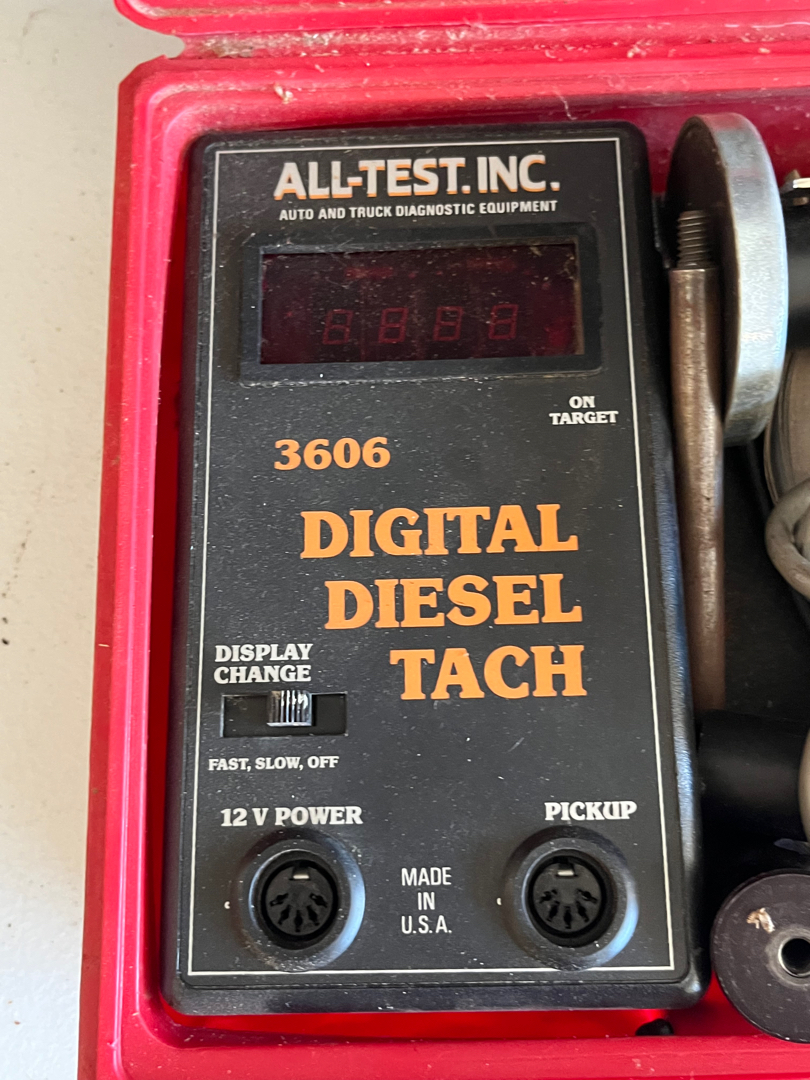 ALL-TEST. INC.
AUTO AND TRUCK DIAGNOSTIC EQUIPMENT
ON
TARGET
3606
DIGITAL
DIESEL
TACH
DISPLAY
CHANGE
FAST, SLOW, OFF
12 V POWER
PICKUP
MADE
IN
U.S.A.